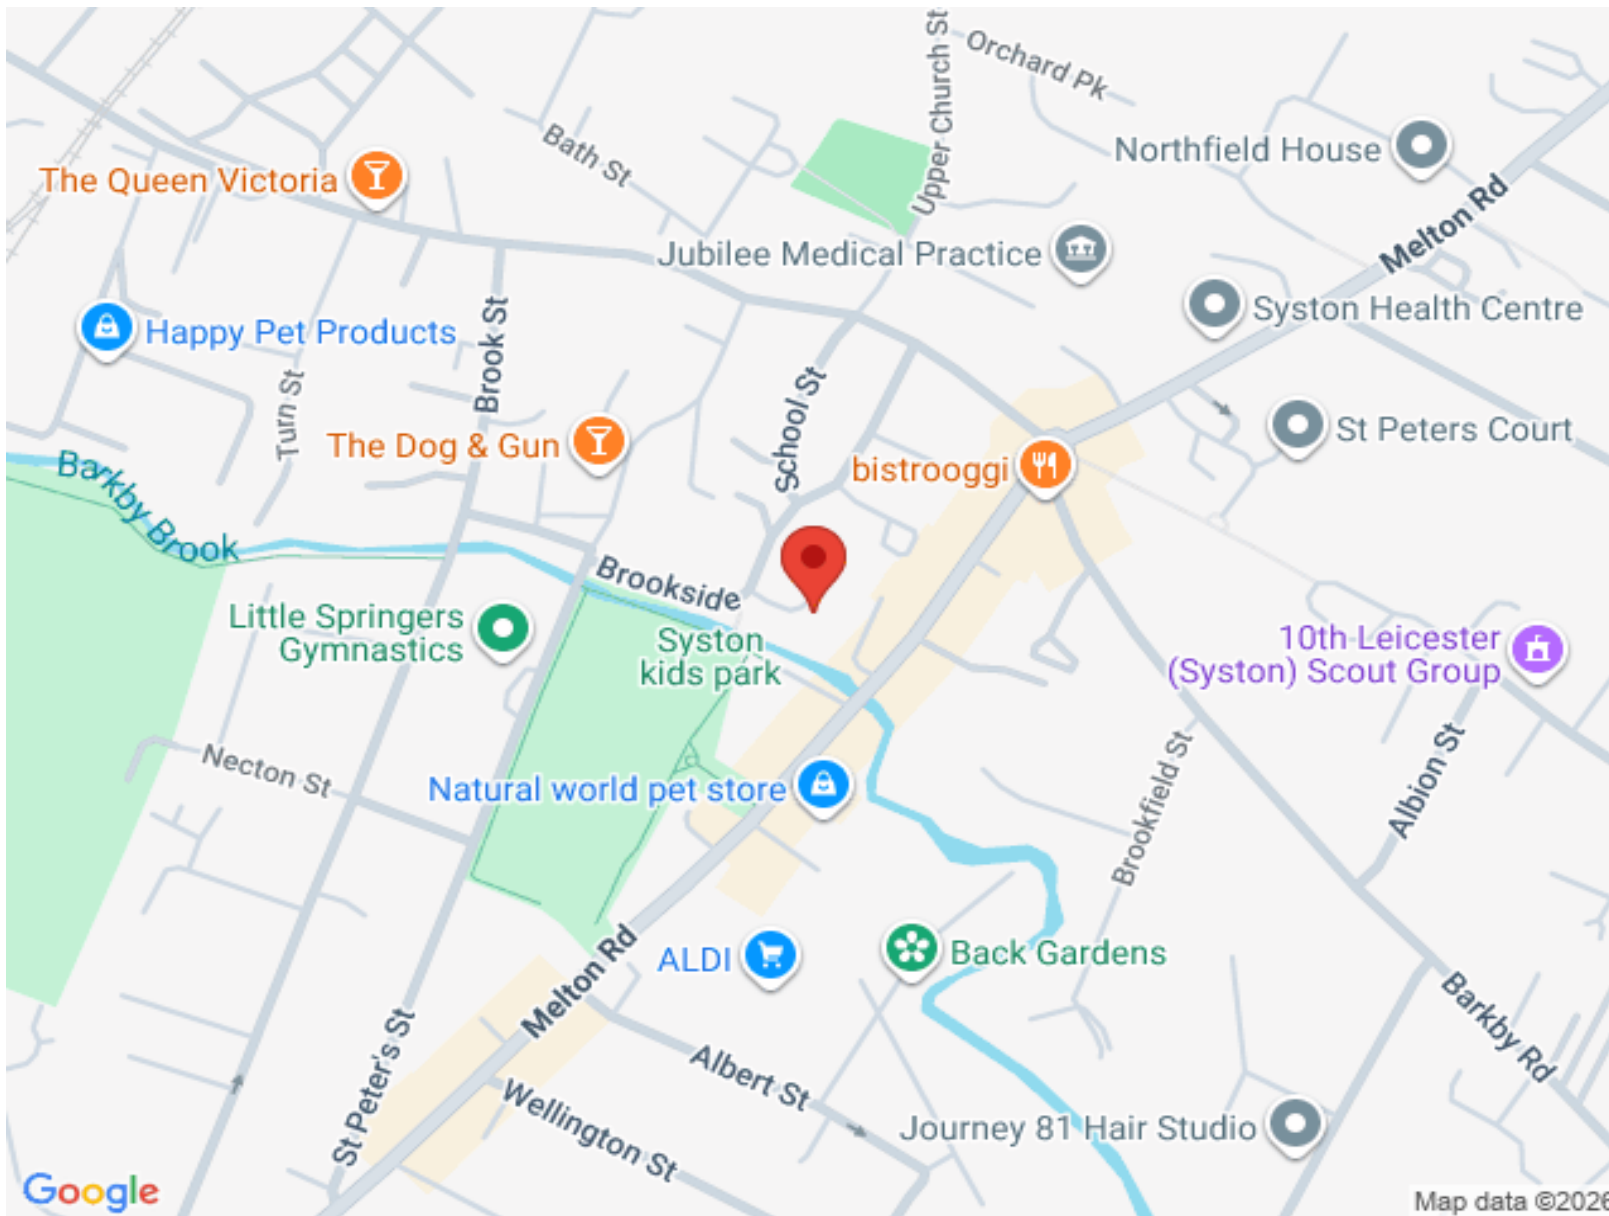 Orchard Pk
Upper Church St
Bath St
Northfield House
The Queen Victoria
Melton Rd
Jubilee Medical Practice
Syston Health Centre
Happy Pet Products
Brook St
Turn St
School St
St Peters Court
The Dog & Gun
bistrooggi
Barkby Brook
Brookside
Little Springers
Gymnastics
Syston
kids park
10th Leicester
(Syston) Scout Group
Necton St
Natural world pet store
Brookfield St
Albion St
ALDI
Back Gardens
Melton Rd
Barkby Rd
St Peter's St
Albert St
Wellington St
Journey 81 Hair Studio
Google
Map data ©2026